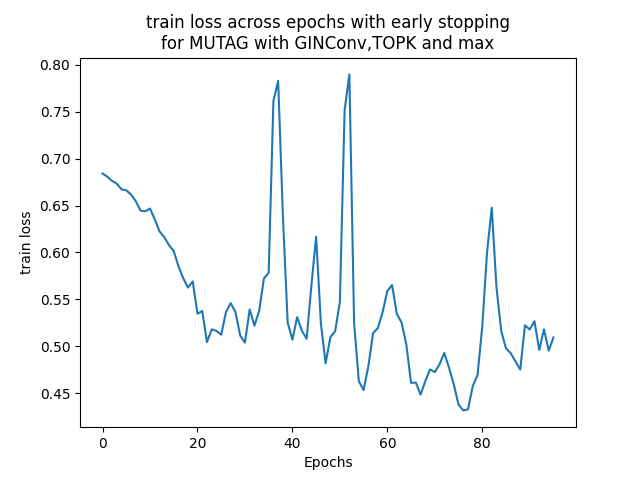 train loss across epochs with early stopping
for MUTAG with GINConv,TOPK and max
0.80
0.75
0.70
0.65
0.60
0.55
0.50
0.45
train loss
0 20 40 60 80
Epochs